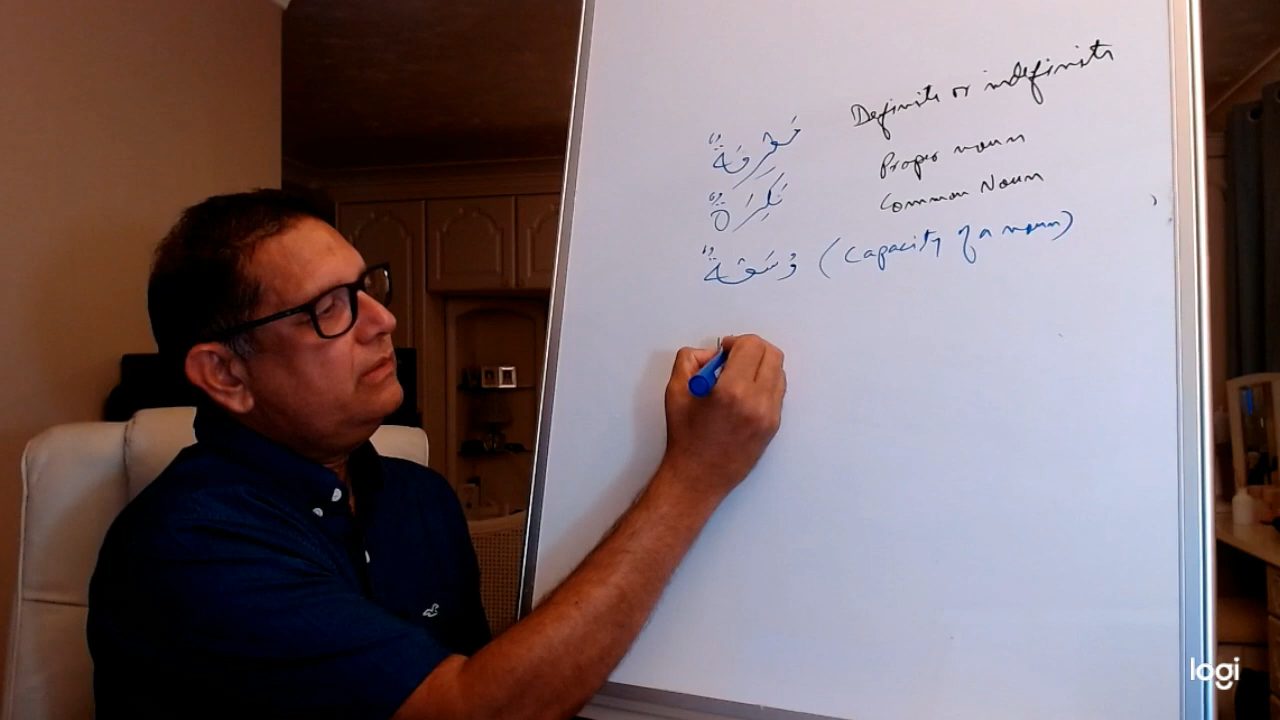 Definite or indefinite
مَعْرِفَةٌ Proper noun
نَكِرَةٌ Common Noun
وُسْعَةٌ (Capacity of a noun)
logi